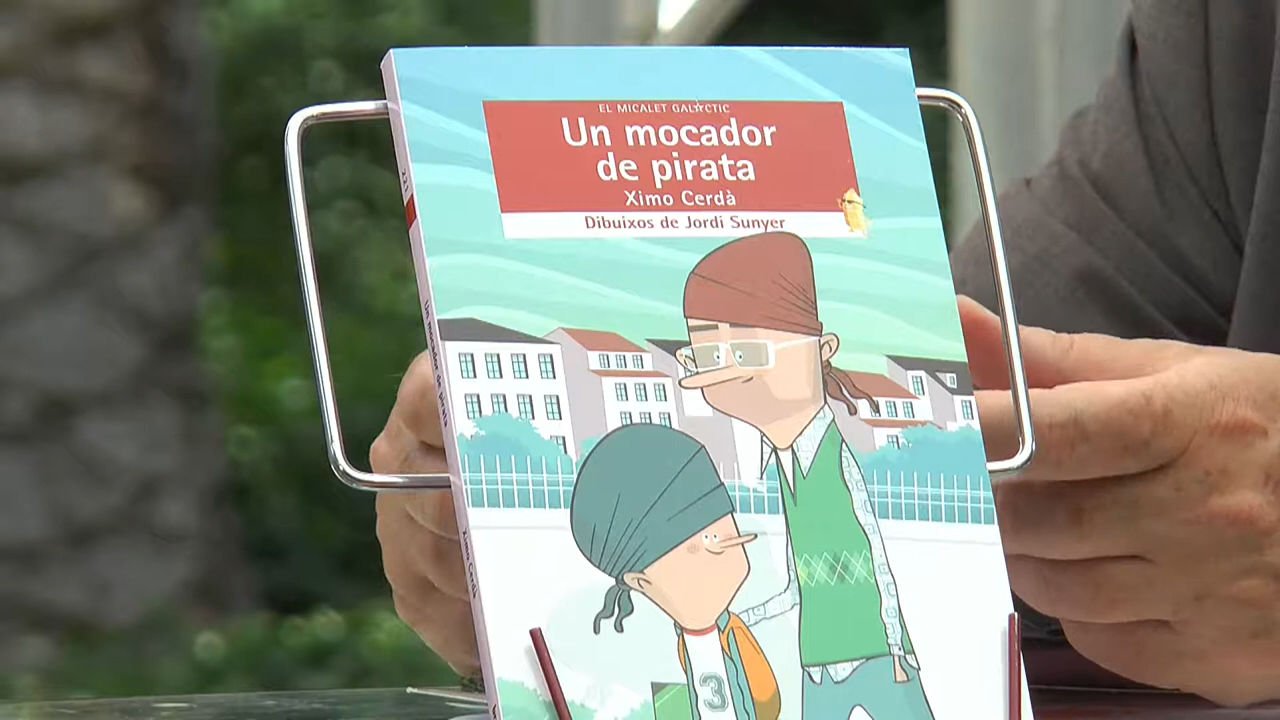 EL MICALET GALÀCTIC
Un mocador
de pirata
Ximo Cerdà
Dibuixos de Jordi Sunyer
221
Un mocador de pirata
Ximo Cerdà
3